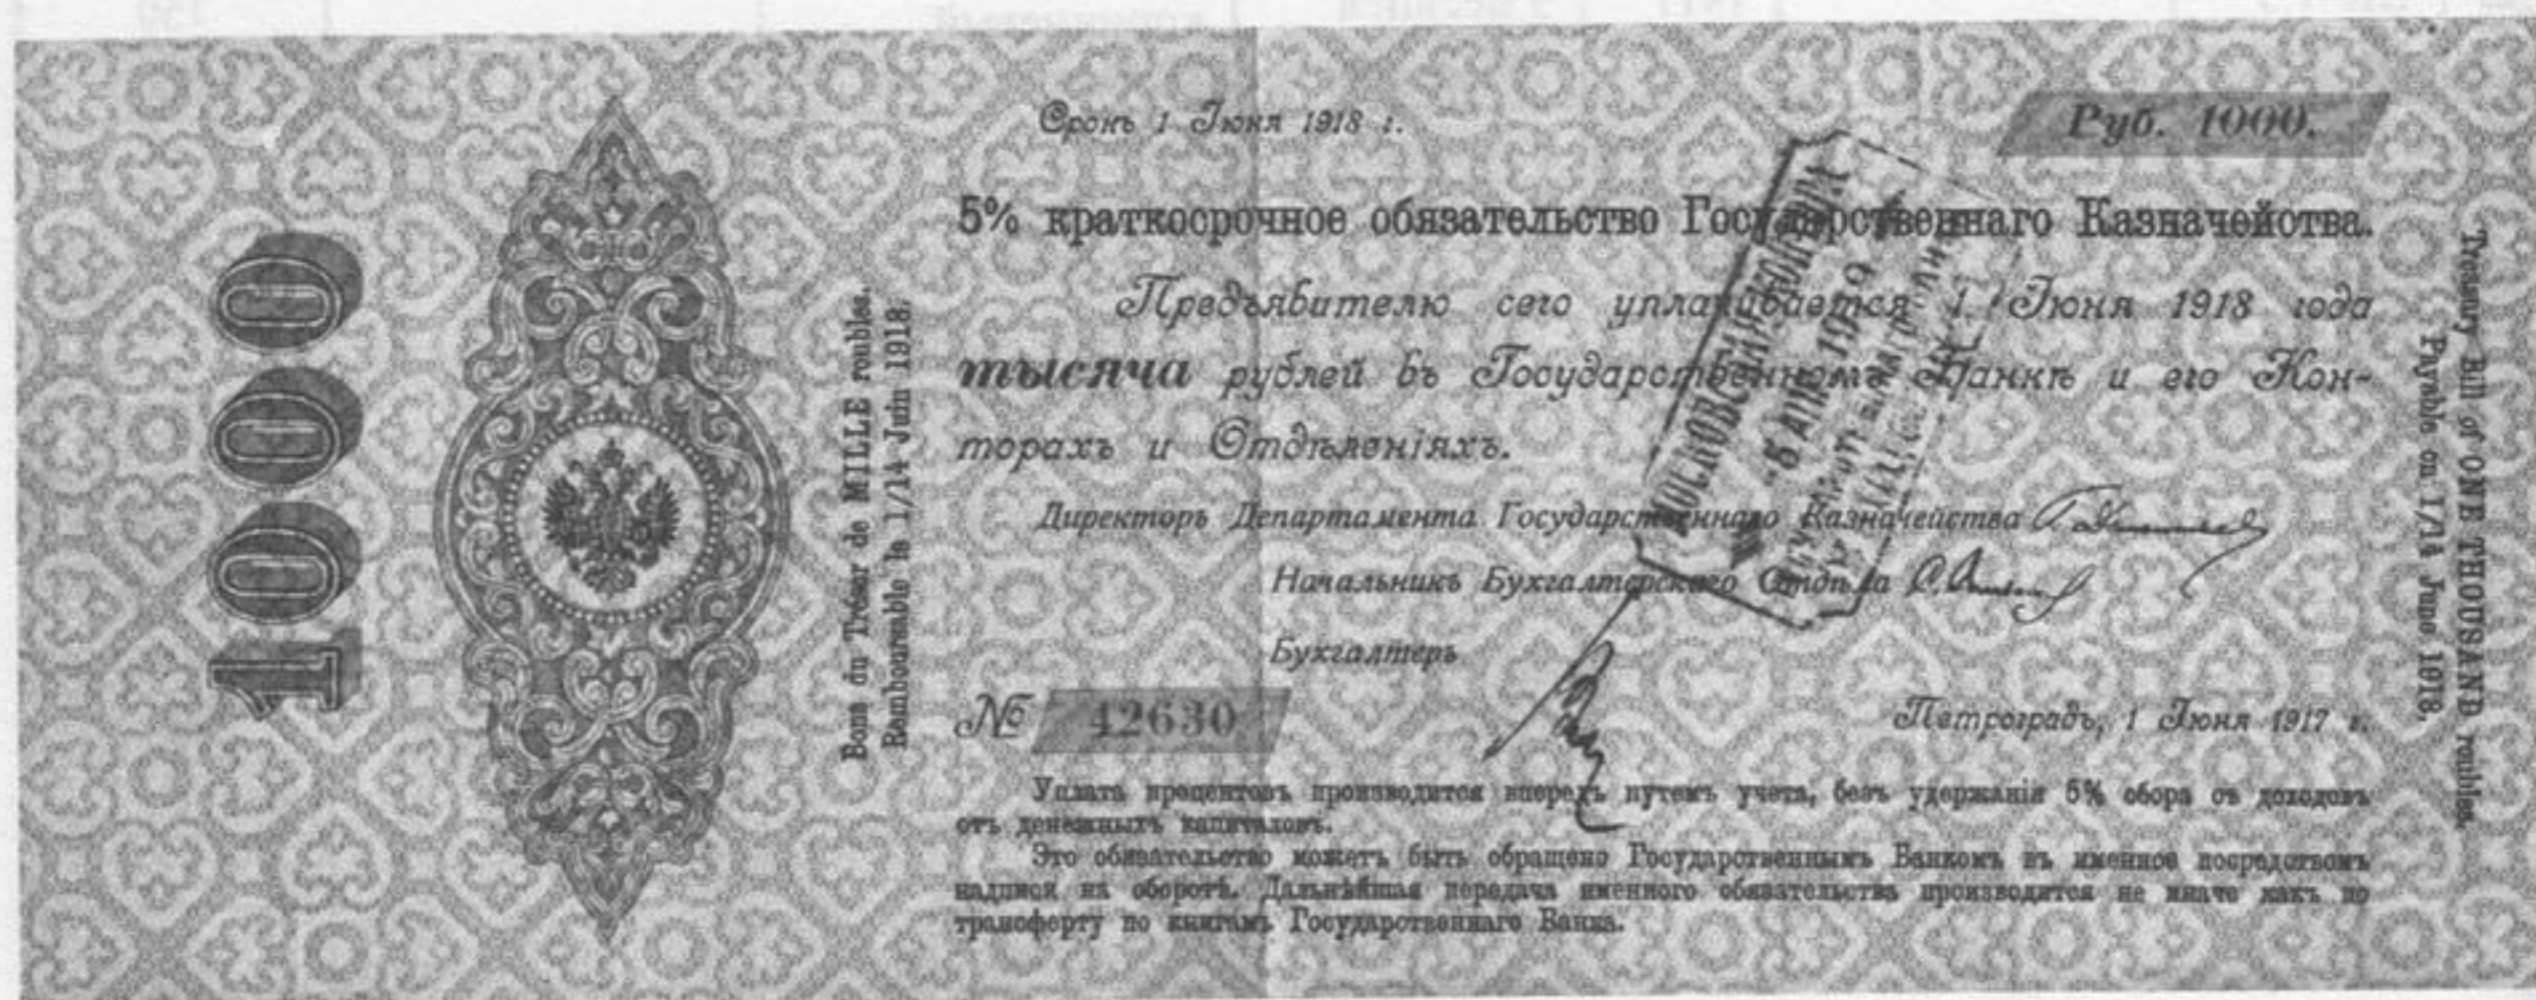 Срокъ 1 Іюня 1918 г.
Руб. 1000.
5% краткосрочное обязательство Государственнаго Казначейства.
Предъявителю сего уплачивается 1 Іюня 1918 года
тысяча рублей въ Государственномъ Банкѣ и его Кон-
торахъ и Отдѣленіяхъ.
Директоръ Департамента Государственнаго Казначейства
Начальникъ Бухгалтерскаго Отдѣла
Бухгалтеръ
№ 42630
Петроградъ, 1 Іюня 1917 г.
Уплата процентовъ производится впередъ путемъ учета, безъ удержанія 5% сбора съ доходовъ
отъ денежныхъ капиталовъ.
Это обязательство можетъ быть обращено Государственнымъ Банкомъ въ именное посредствомъ
надписи на оборотѣ. Дальнѣйшая передача именного обязательства производится не иначе какъ по
трансферту по книгамъ Государственнаго Банка.
1000
Bons du Trésor de MILLE roubles.
Remboursable le 1/14 Juin 1918.
Treasury Bill of ONE THOUSAND roubles.
Payable on 1/14 June 1918.
МОСКОВСКАЯ КОНТОРА